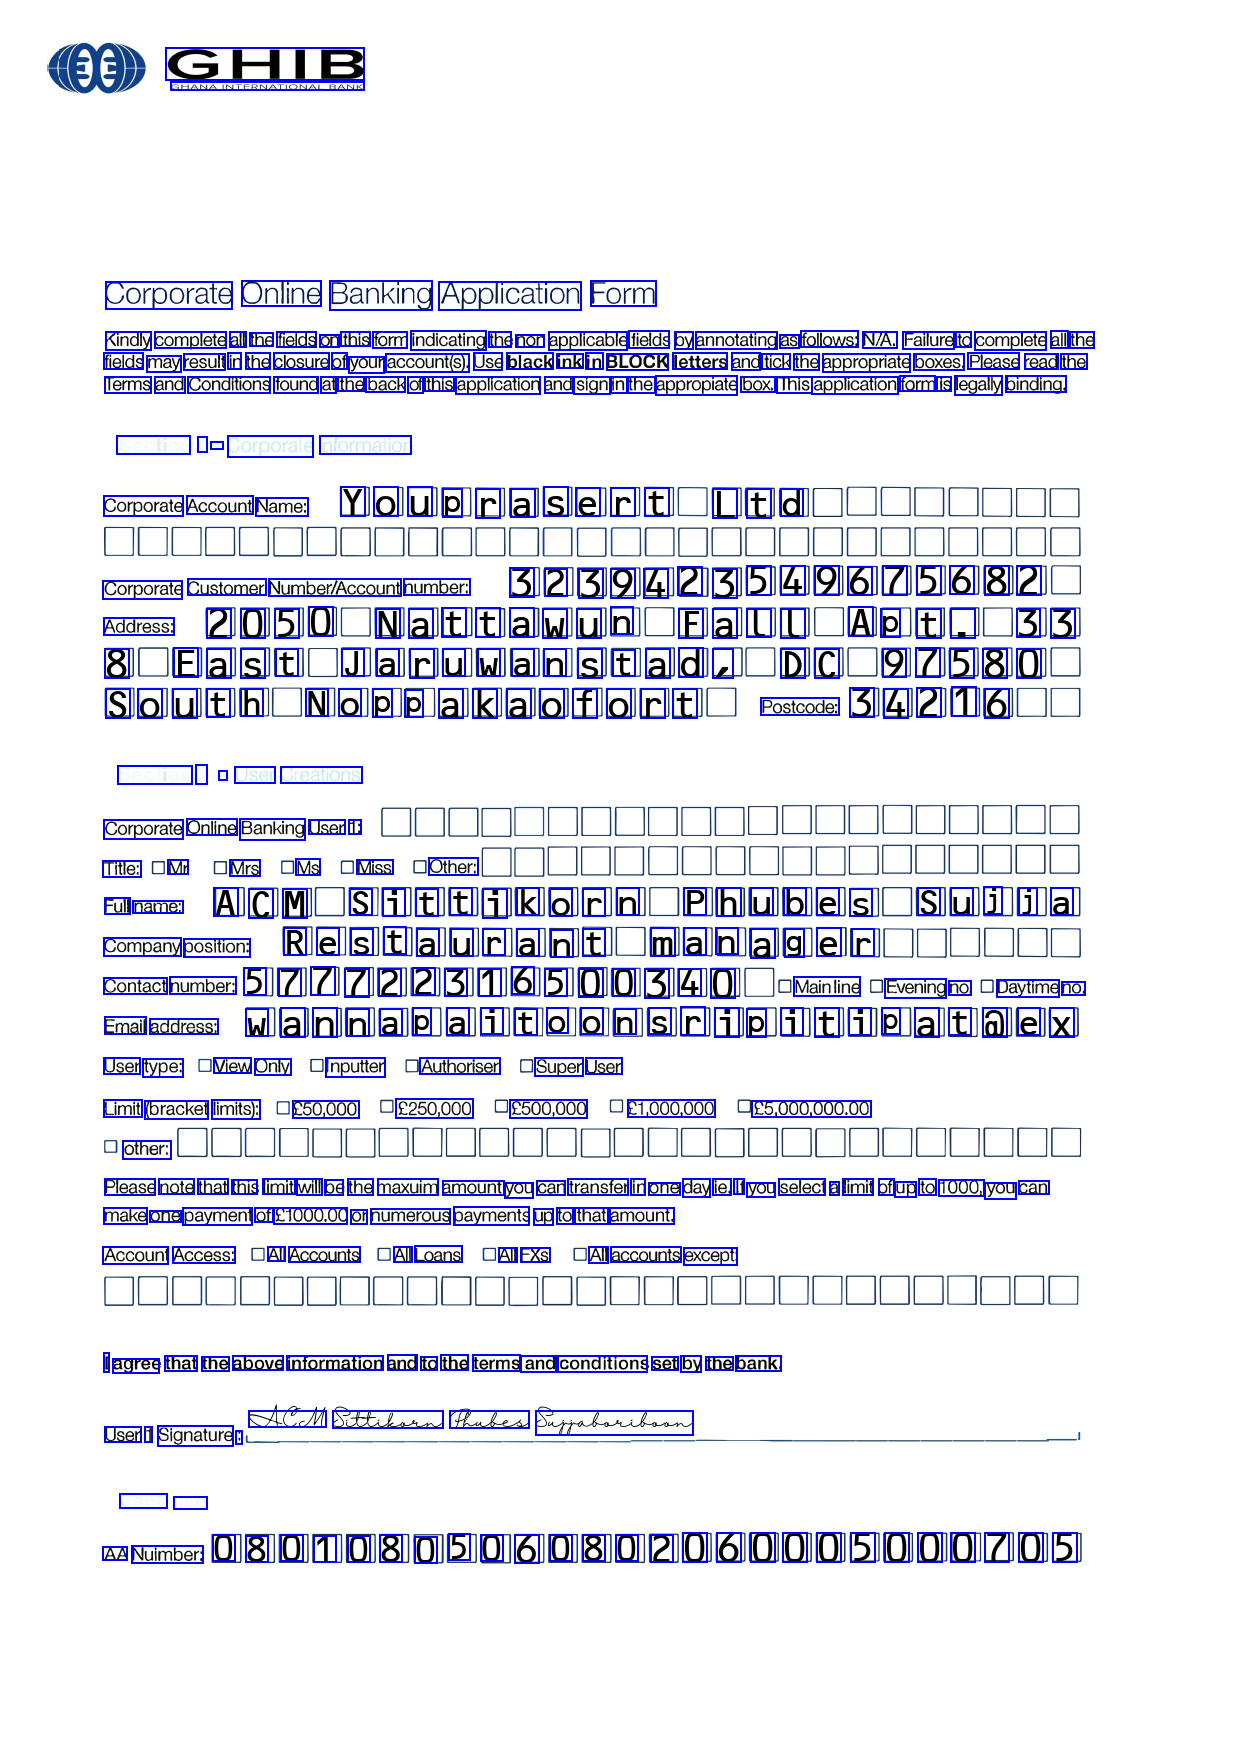 GHIB
GHANA INTERNATIONAL BANK
Corporate Online Banking Application Form
Kindly complete all the fields on this form indicating the non applicable fields by annotating as follows: N/A. Failure to complete all the
fields may result in the closure of your account(s). Use black ink in BLOCK letters and tick the appropriate boxes. Please read the
Terms and Conditions found at the back of this application and sign in the appropiate box. This application form is legally binding.
Section - Corporate Information
Corporate Account Name: Youprasert Ltd
Corporate Customer Number/Account number: 3239423549675682
Address: 2050 Nattawun Fall Apt. 33
8 East Jaruwanstad, DC 97580
South Noppakaofort Postcode: 34216
Section - User Creations
Corporate Online Banking User 1:
Title: Mr Mrs Ms Miss Other:
Full name: ACM Sittikorn Phubes Sujja
Company position: Restaurant manager
Contact number: 577722316500340 Main line Evening no Daytime no.
Email address: wannapaitoonsripitipat@ex
User type: View Only Inputter Authoriser Super User
Limit (bracket limits): £50,000 £250,000 £500,000 £1,000,000 £5,000,000.00
other:
Please note that this limit will be the maxuim amount you can transfer in one day ie. If you select a limit of up to 1000, you can
make one payment of £1000.00 or numerous payments up to that amount.
Account Access: All Accounts All Loans All FXs All accounts except
I agree that the above information and to the terms and conditions set by the bank.
User 1 Signature: ACM Sittikorn Phubes Sujjaboriboon
AA Nuimber: 08010805060802060005000705